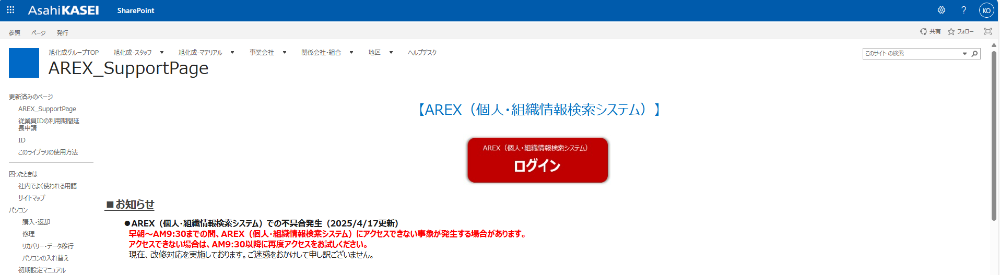 AsahiKASEI SharePoint KO
参照 ページ 発行 共有 フォロー
旭化成グループTOP 旭化成-スタッフ 旭化成-マテリアル 事業会社 関係会社・組合 地区 ヘルプデスク このサイト の検索
AREX_SupportPage
更新済みのページ
AREX_SupportPage
従業員IDの利用期間延
長申請
ID
このライブラリの使用方法
困ったときは
社内でよく使われる用語
サイトマップ
パソコン
購入・返却
修理
リカバリー・データ移行
パソコンの入れ替え
初期設定マニュアル
【AREX（個人・組織情報検索システム）】
AREX（個人・組織情報検索システム）
ログイン
■お知らせ
●AREX（個人・組織情報検索システム）での不具合発生（2025/4/17更新）
早朝～AM9:30までの間、AREX（個人・組織情報検索システム）にアクセスできない事象が発生する場合があります。
アクセスできない場合は、AM9:30以降に再度アクセスをお試しください。
現在、改修対応を実施しております。ご迷惑をおかけして申し訳ございません。